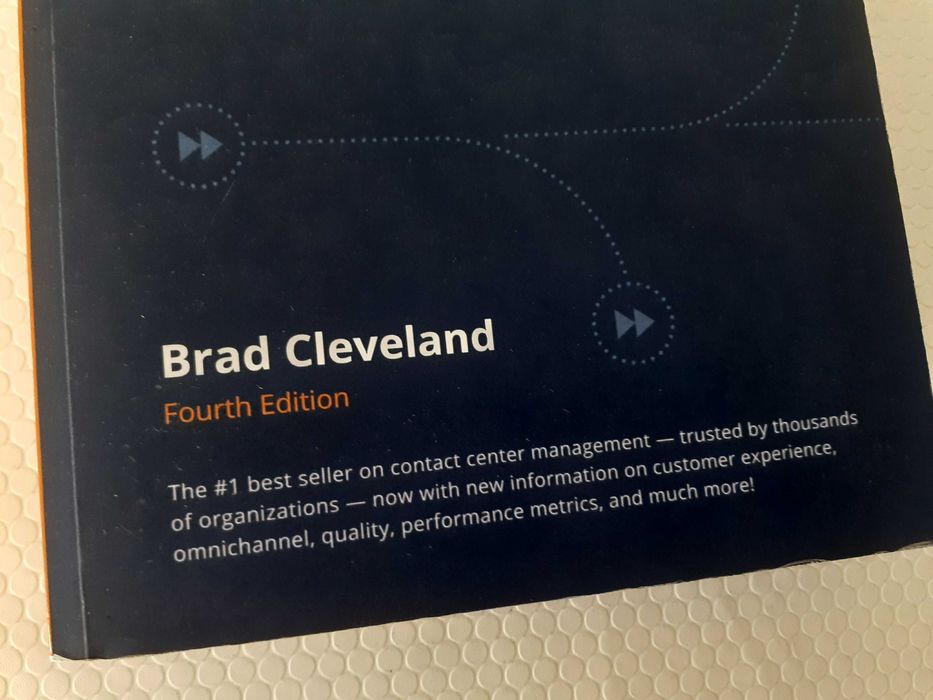 Brad Cleveland
Fourth Edition
The #1 best seller on contact center management — trusted by thousands
of organizations — now with new information on customer experience,
omnichannel, quality, performance metrics, and much more!